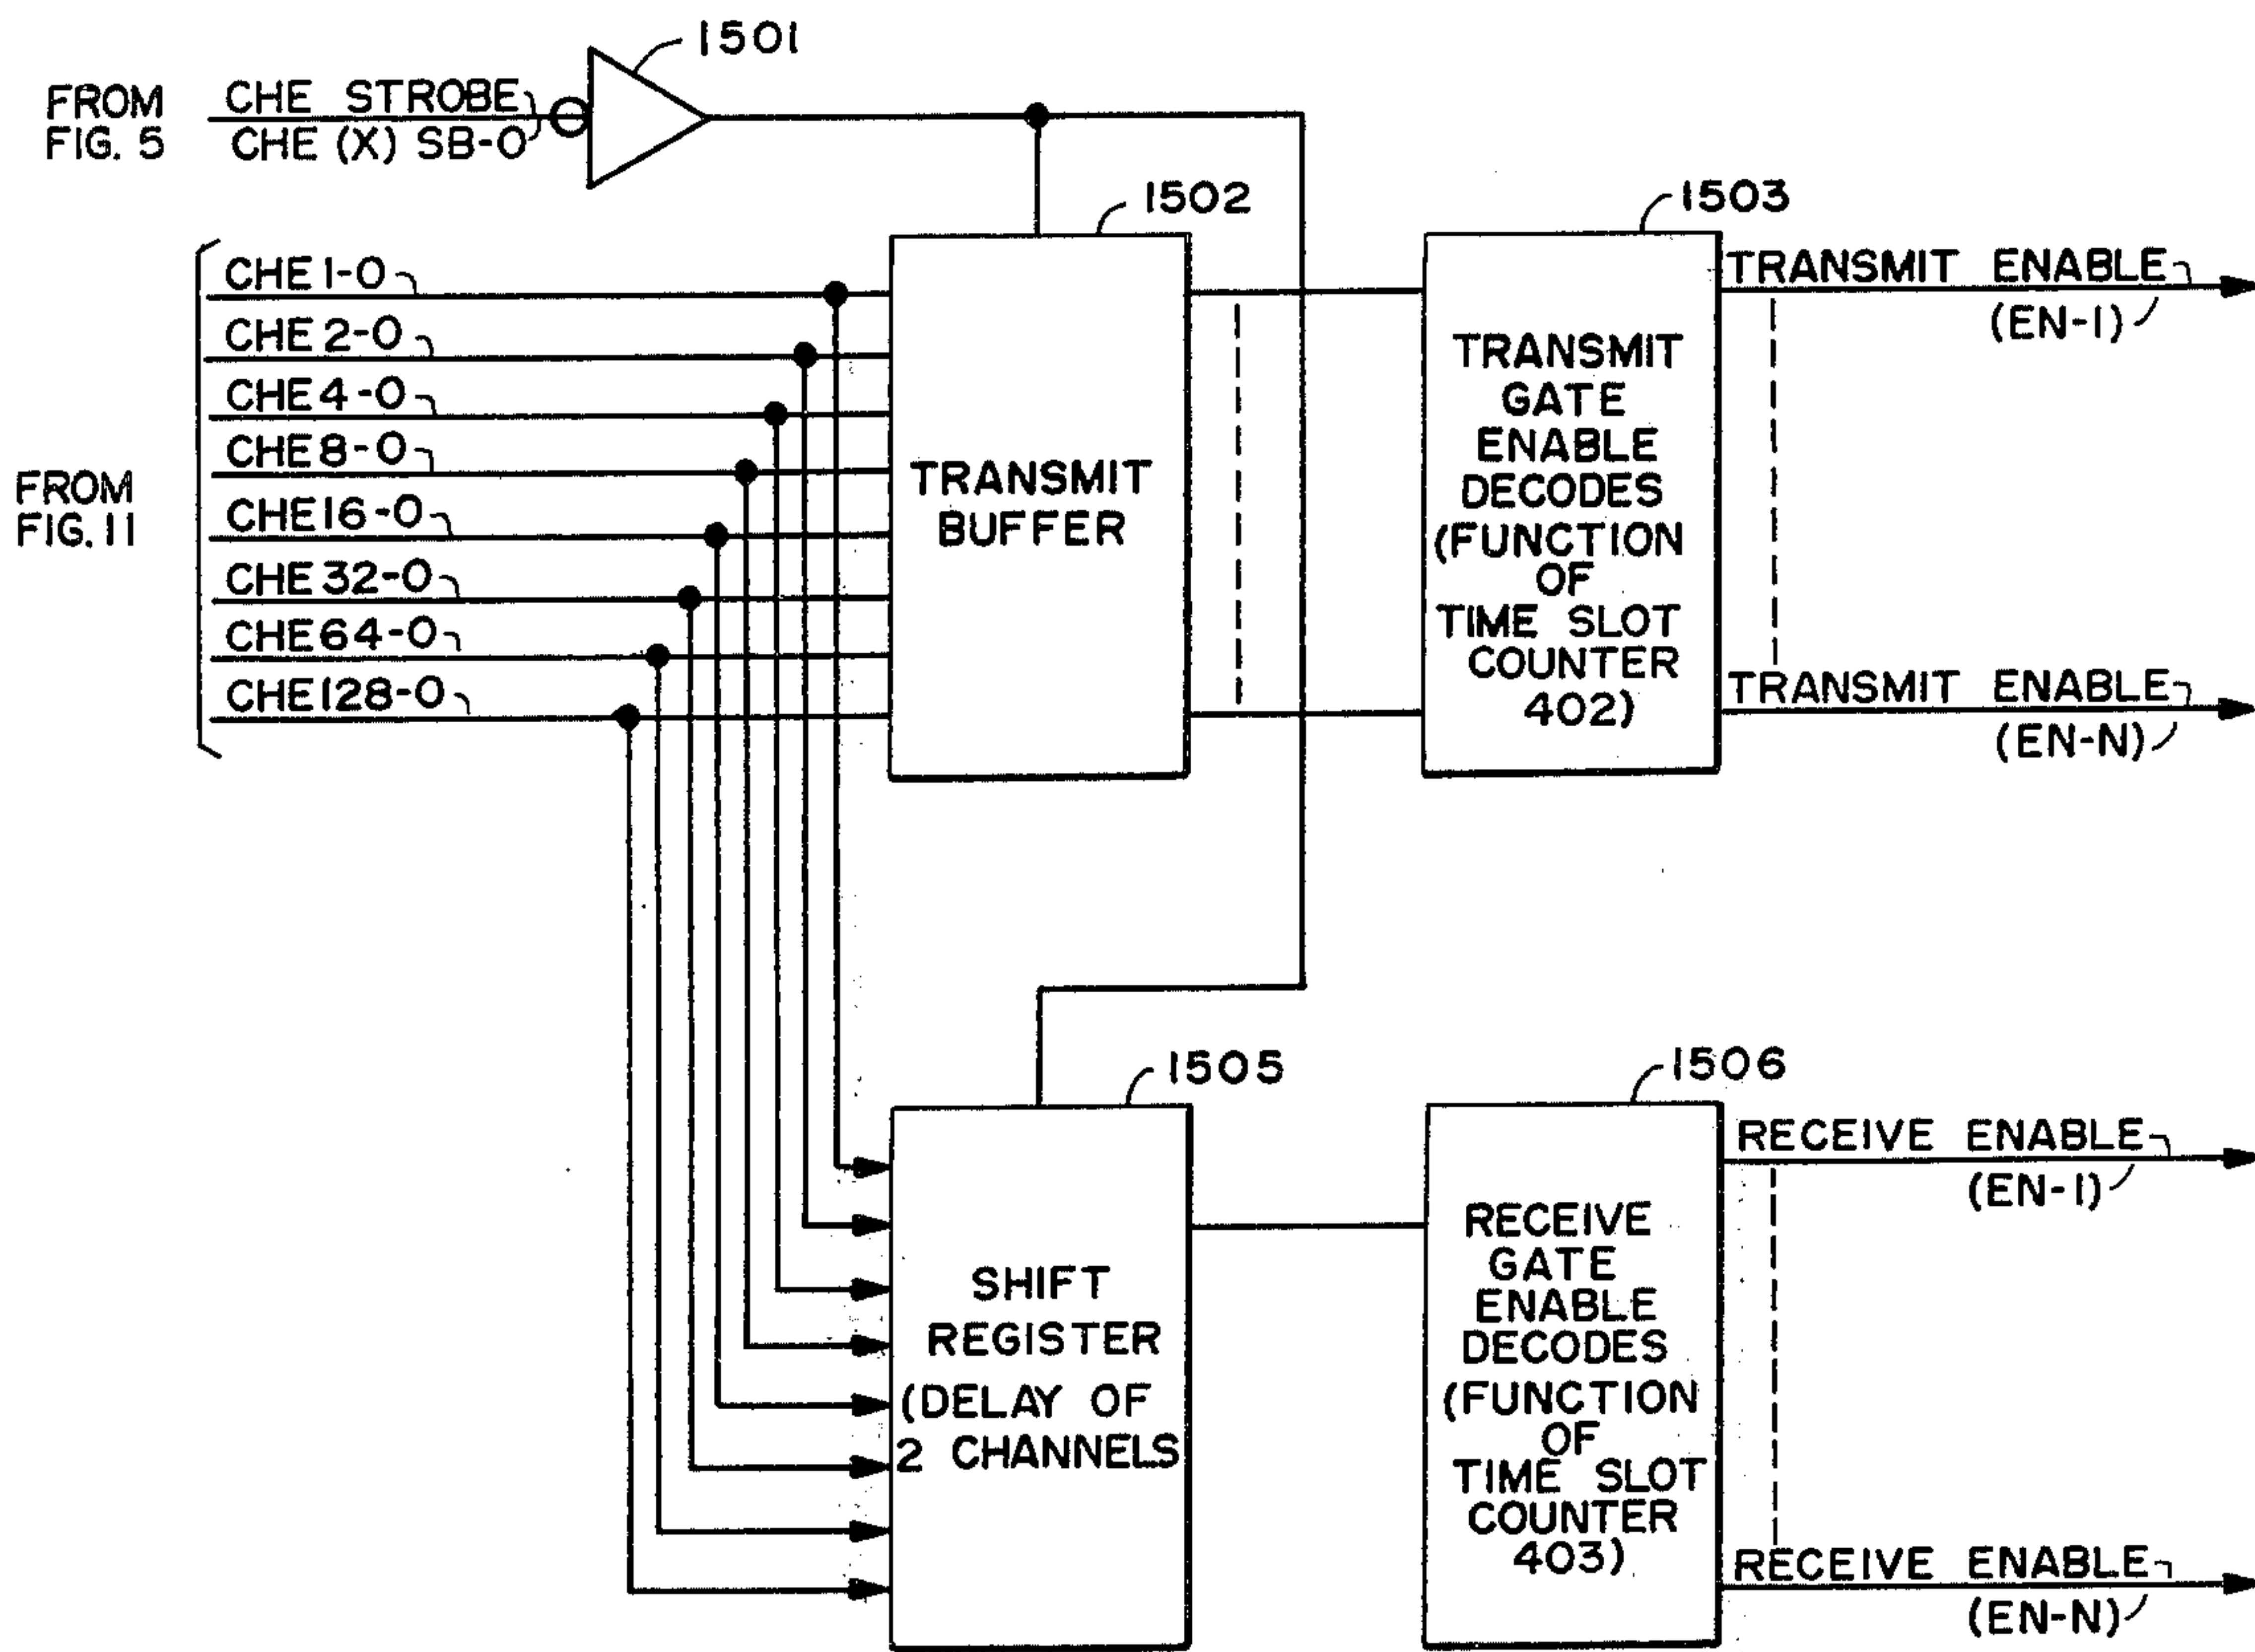 1501
FROM
FIG. 5
CHE STROBE
CHE (X) SB-0
1502
1503
FROM
FIG. 11
CHE 1-0
CHE 2-0
CHE 4-0
CHE 8-0
CHE 16-0
CHE 32-0
CHE 64-0
CHE 128-0
TRANSMIT
BUFFER
TRANSMIT
GATE
ENABLE
DECODES
(FUNCTION
OF
TIME SLOT
COUNTER
402)
TRANSMIT ENABLE
(EN-1)
TRANSMIT ENABLE
(EN-N)
1505
1506
SHIFT
REGISTER
(DELAY OF
2 CHANNELS
RECEIVE
GATE
ENABLE
DECODES
(FUNCTION
OF
TIME SLOT
COUNTER
403)
RECEIVE ENABLE
(EN-1)
RECEIVE ENABLE
(EN-N)